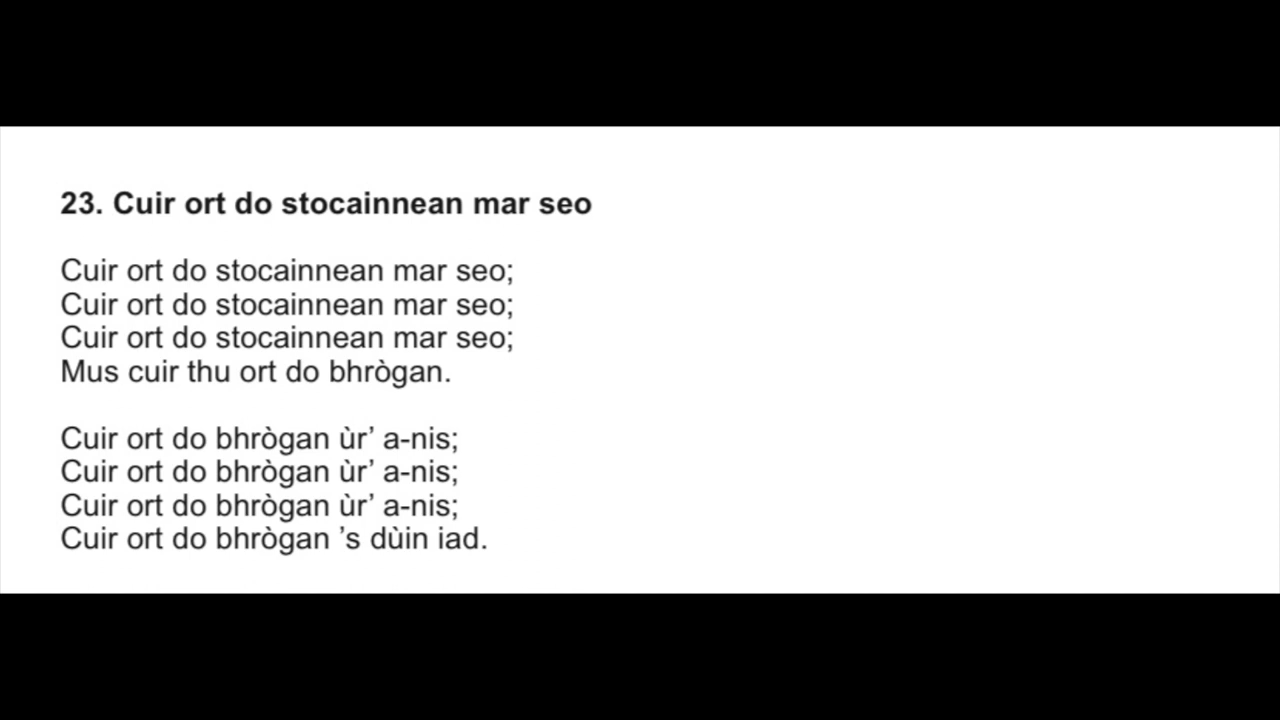 23. Cuir ort do stocainnean mar seo
Cuir ort do stocainnean mar seo;
Cuir ort do stocainnean mar seo;
Cuir ort do stocainnean mar seo;
Mus cuir thu ort do bhrògan.
Cuir ort do bhrògan ùr’ a-nis;
Cuir ort do bhrògan ùr’ a-nis;
Cuir ort do bhrògan ùr’ a-nis;
Cuir ort do bhrògan ’s dùin iad.